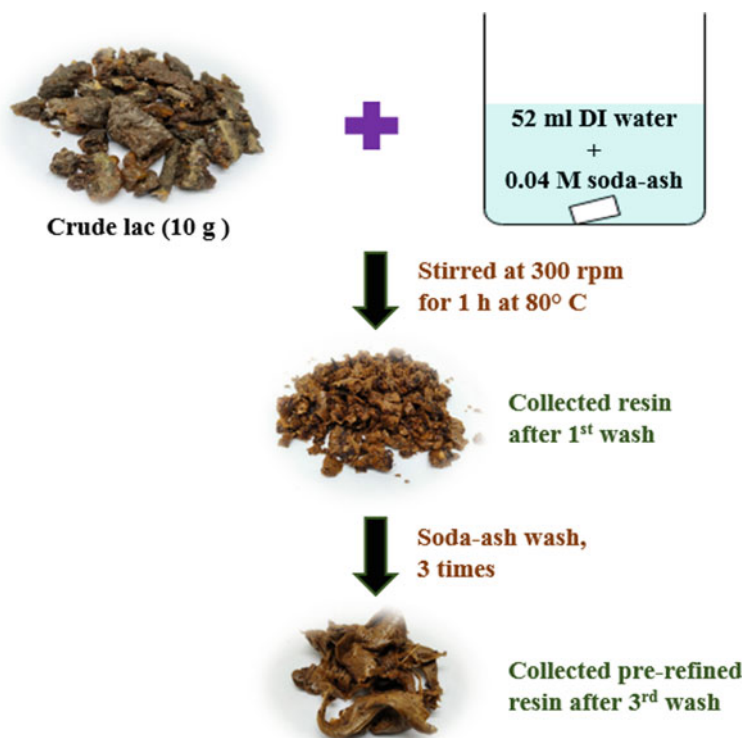 52 ml DI water
+
0.04 M soda-ash
Crude lac (10 g )
Stirred at 300 rpm
for 1 h at 80° C
Collected resin
after 1st wash
Soda-ash wash,
3 times
Collected pre-refined
resin after 3rd wash